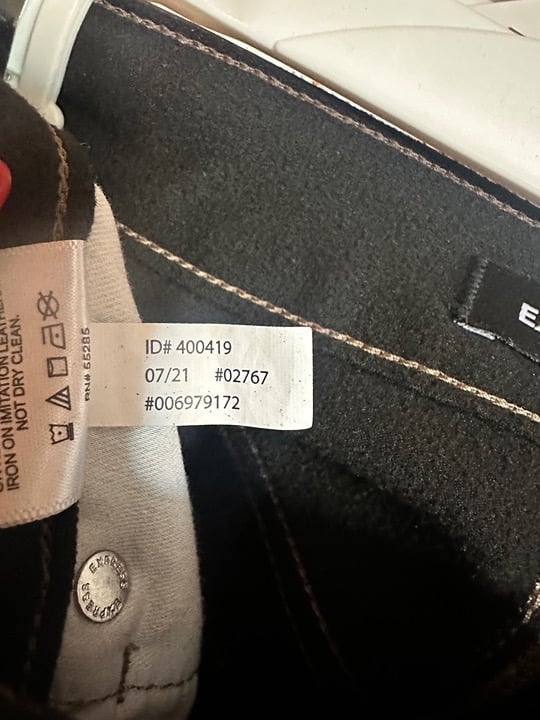 IRON ON IMITATION LEATHER
NOT DRY CLEAN.
RN# 55285
ID# 400419
07/21 #02767
#006979172
EXPRESS EXPRESS